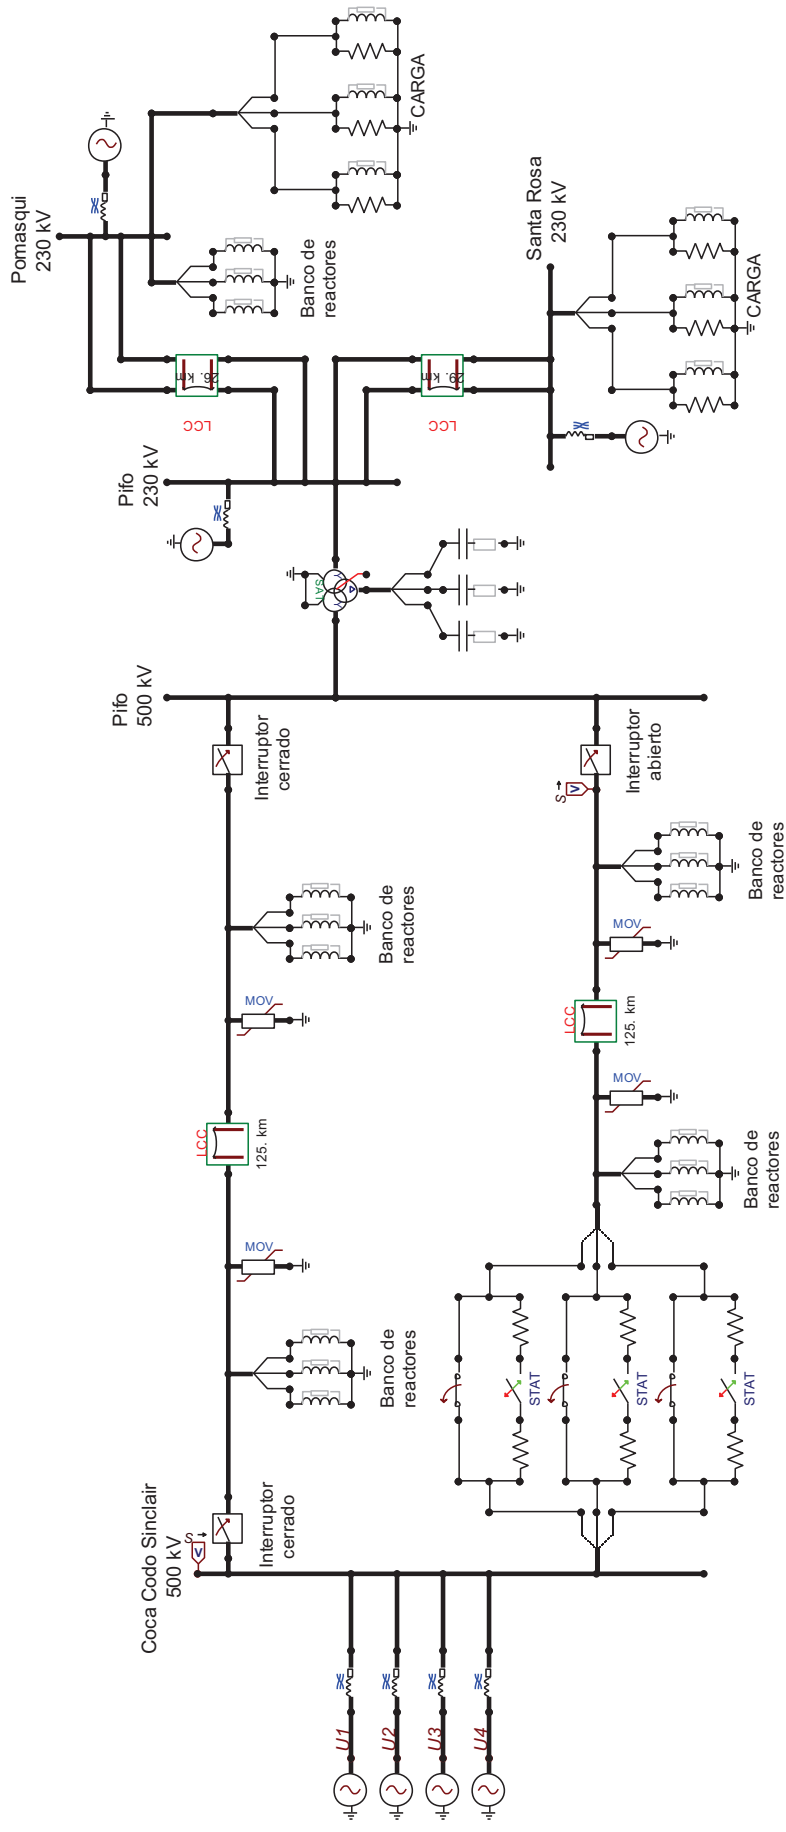 Pomasqui
230 kV
CARGA
Banco de
reactores
LCC
26. km
Pifo
230 kV
Coca Codo Sinclair
500 kV
S
V
Interruptor
cerrado
Banco de
reactores
MOV
LCC
125. km
MOV
Banco de
reactores
Interruptor
cerrado
Pifo
500 kV
SAT
Y
Y
Δ
LCC
29. km
Santa Rosa
230 kV
CARGA
U1
U2
U3
U4
STAT
STAT
STAT
Banco de
reactores
MOV
LCC
125. km
MOV
Banco de
reactores
S
V
Interruptor
abierto